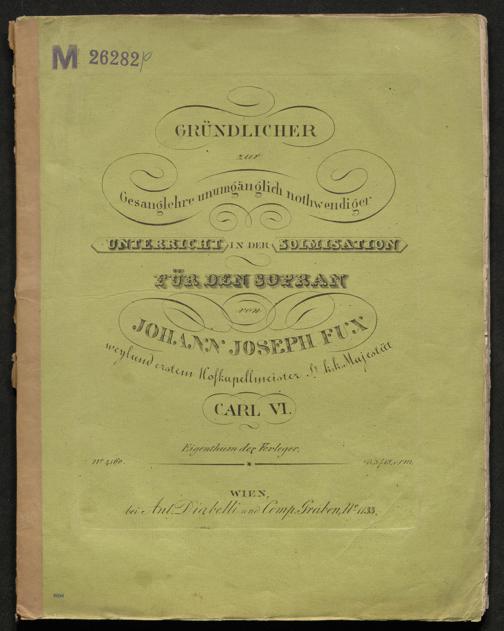 M 26282
GRÜNDLICHER
zur
Gesanglehre unumgänglich nothwendiger
UNTERRICHT IN DER SOLMISATION
FÜR DEN SOPRAN
von
JOHANN JOSEPH FUX
weyland erstem Hofkapellmeister Sr. k.k. Majestät
CARL VI.
Eigenthum der Verleger.
WIEN,
bei Ant. Diabelli und Comp. Graben, No. 1133.